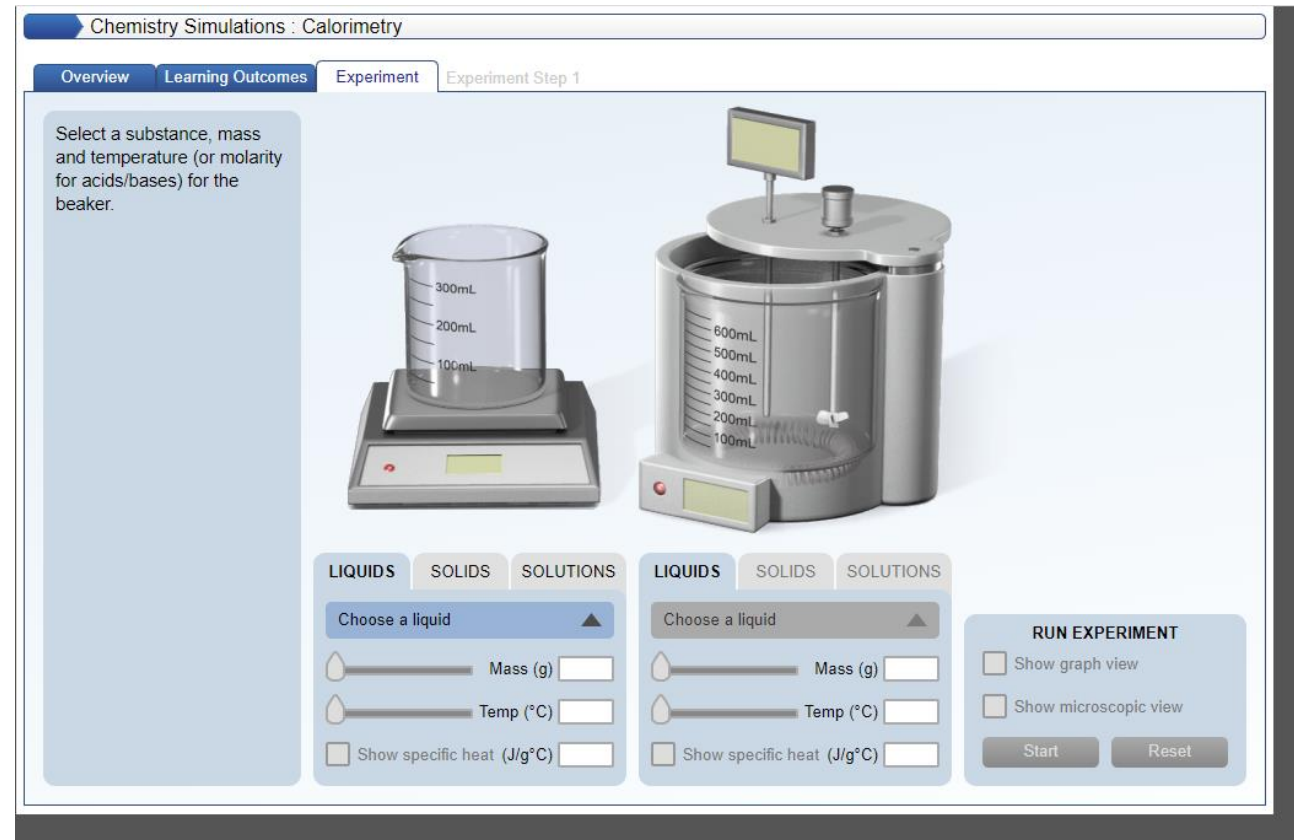 Chemistry Simulations : Calorimetry
Overview
Learning Outcomes
Experiment
Experiment Step 1
Select a substance, mass
and temperature (or molarity
for acids/bases) for the
beaker.
300mL
200mL
100mL
600mL
500mL
400mL
300mL
200mL
100mL
LIQUIDS SOLIDS SOLUTIONS
Choose a liquid
Mass (g)
Temp (°C)
Show specific heat (J/g°C)
LIQUIDS SOLIDS SOLUTIONS
Choose a liquid
Mass (g)
Temp (°C)
Show specific heat (J/g°C)
RUN EXPERIMENT
Show graph view
Show microscopic view
Start
Reset